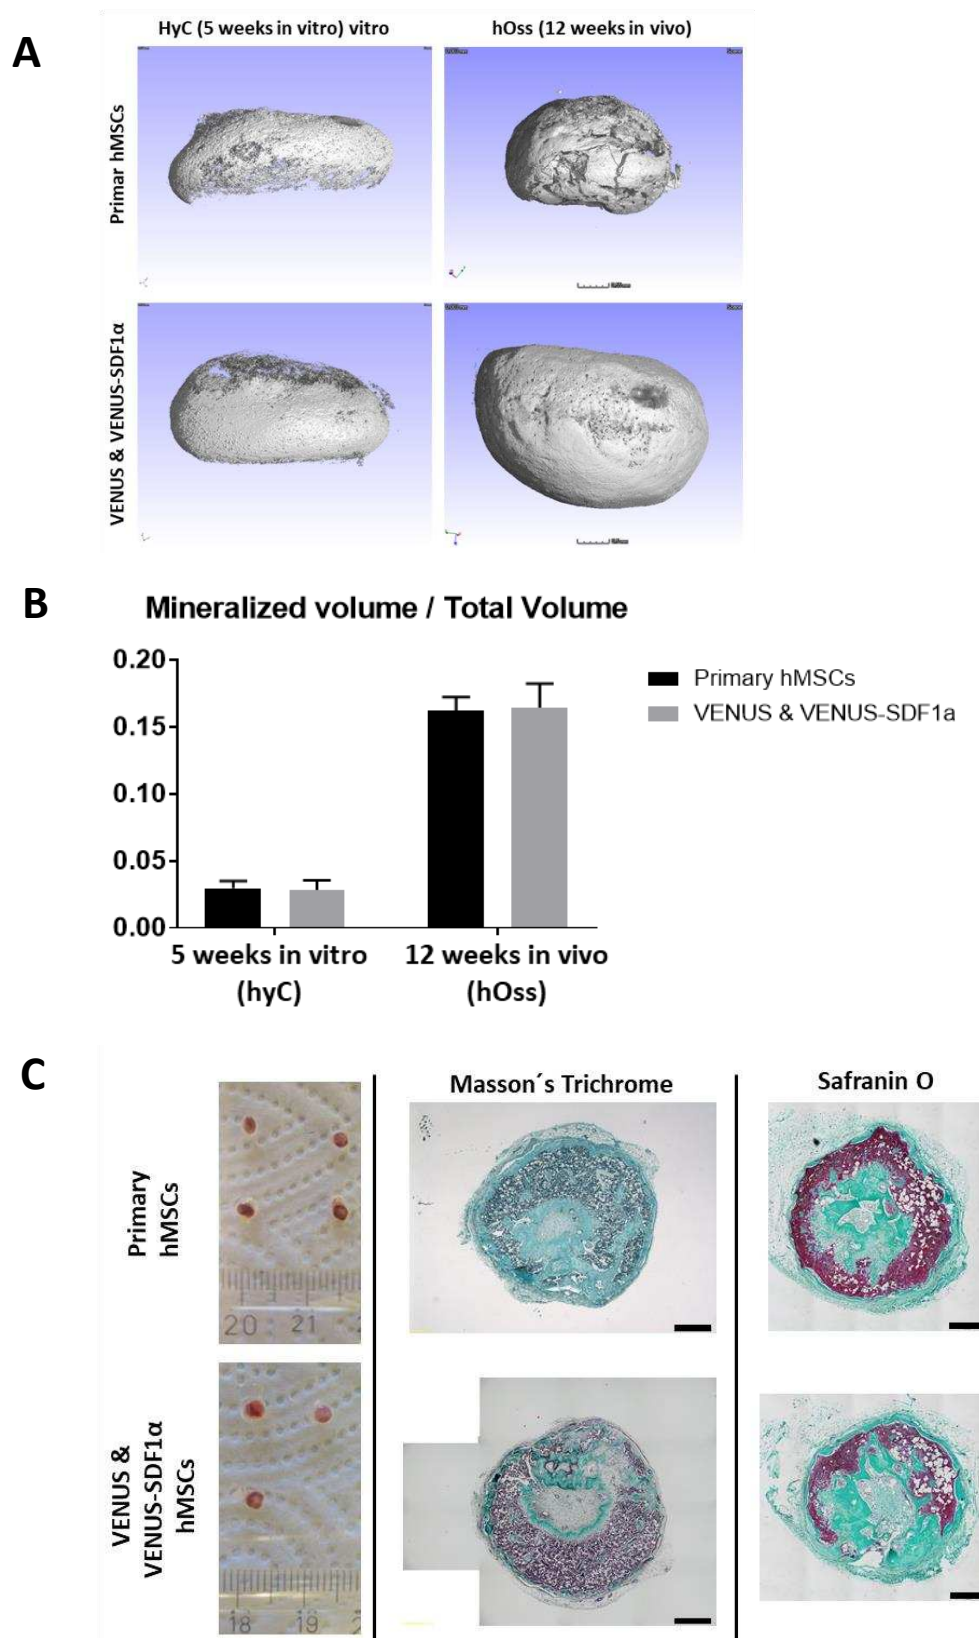 A
HyC (5 weeks in vitro) vitro
hOss (12 weeks in vivo)
Primar hMSCs
VENUS & VENUS-SDF1α
B
Mineralized volume / Total Volume
0.20
0.15
0.10
0.05
0.00
Primary hMSCs
VENUS & VENUS-SDF1a
5 weeks in vitro
(hyC)
12 weeks in vivo
(hOss)
C
Masson´s Trichrome
Safranin O
Primary
hMSCs
20 21
VENUS &
VENUS-SDF1α
hMSCs
18 19